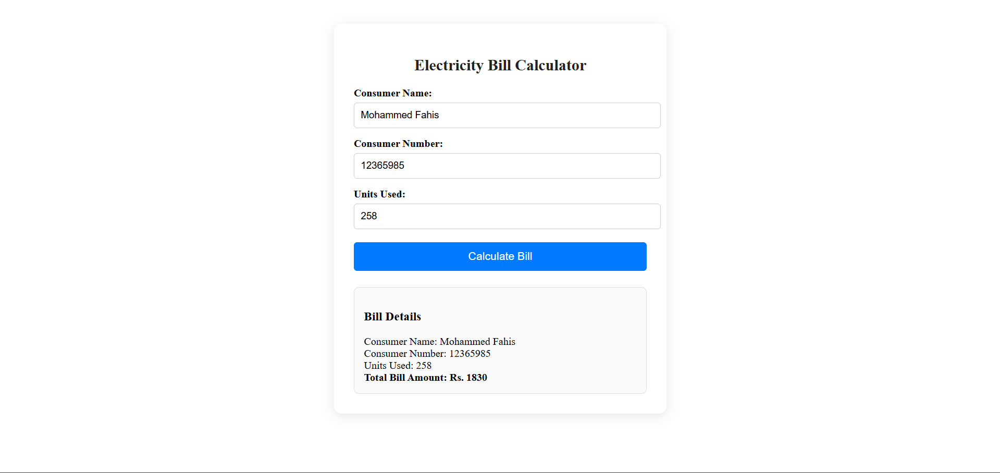 Electricity Bill Calculator
Consumer Name:
Mohammed Fahis
Consumer Number:
12365985
Units Used:
258
Calculate Bill
Bill Details
Consumer Name: Mohammed Fahis
Consumer Number: 12365985
Units Used: 258
Total Bill Amount: Rs. 1830